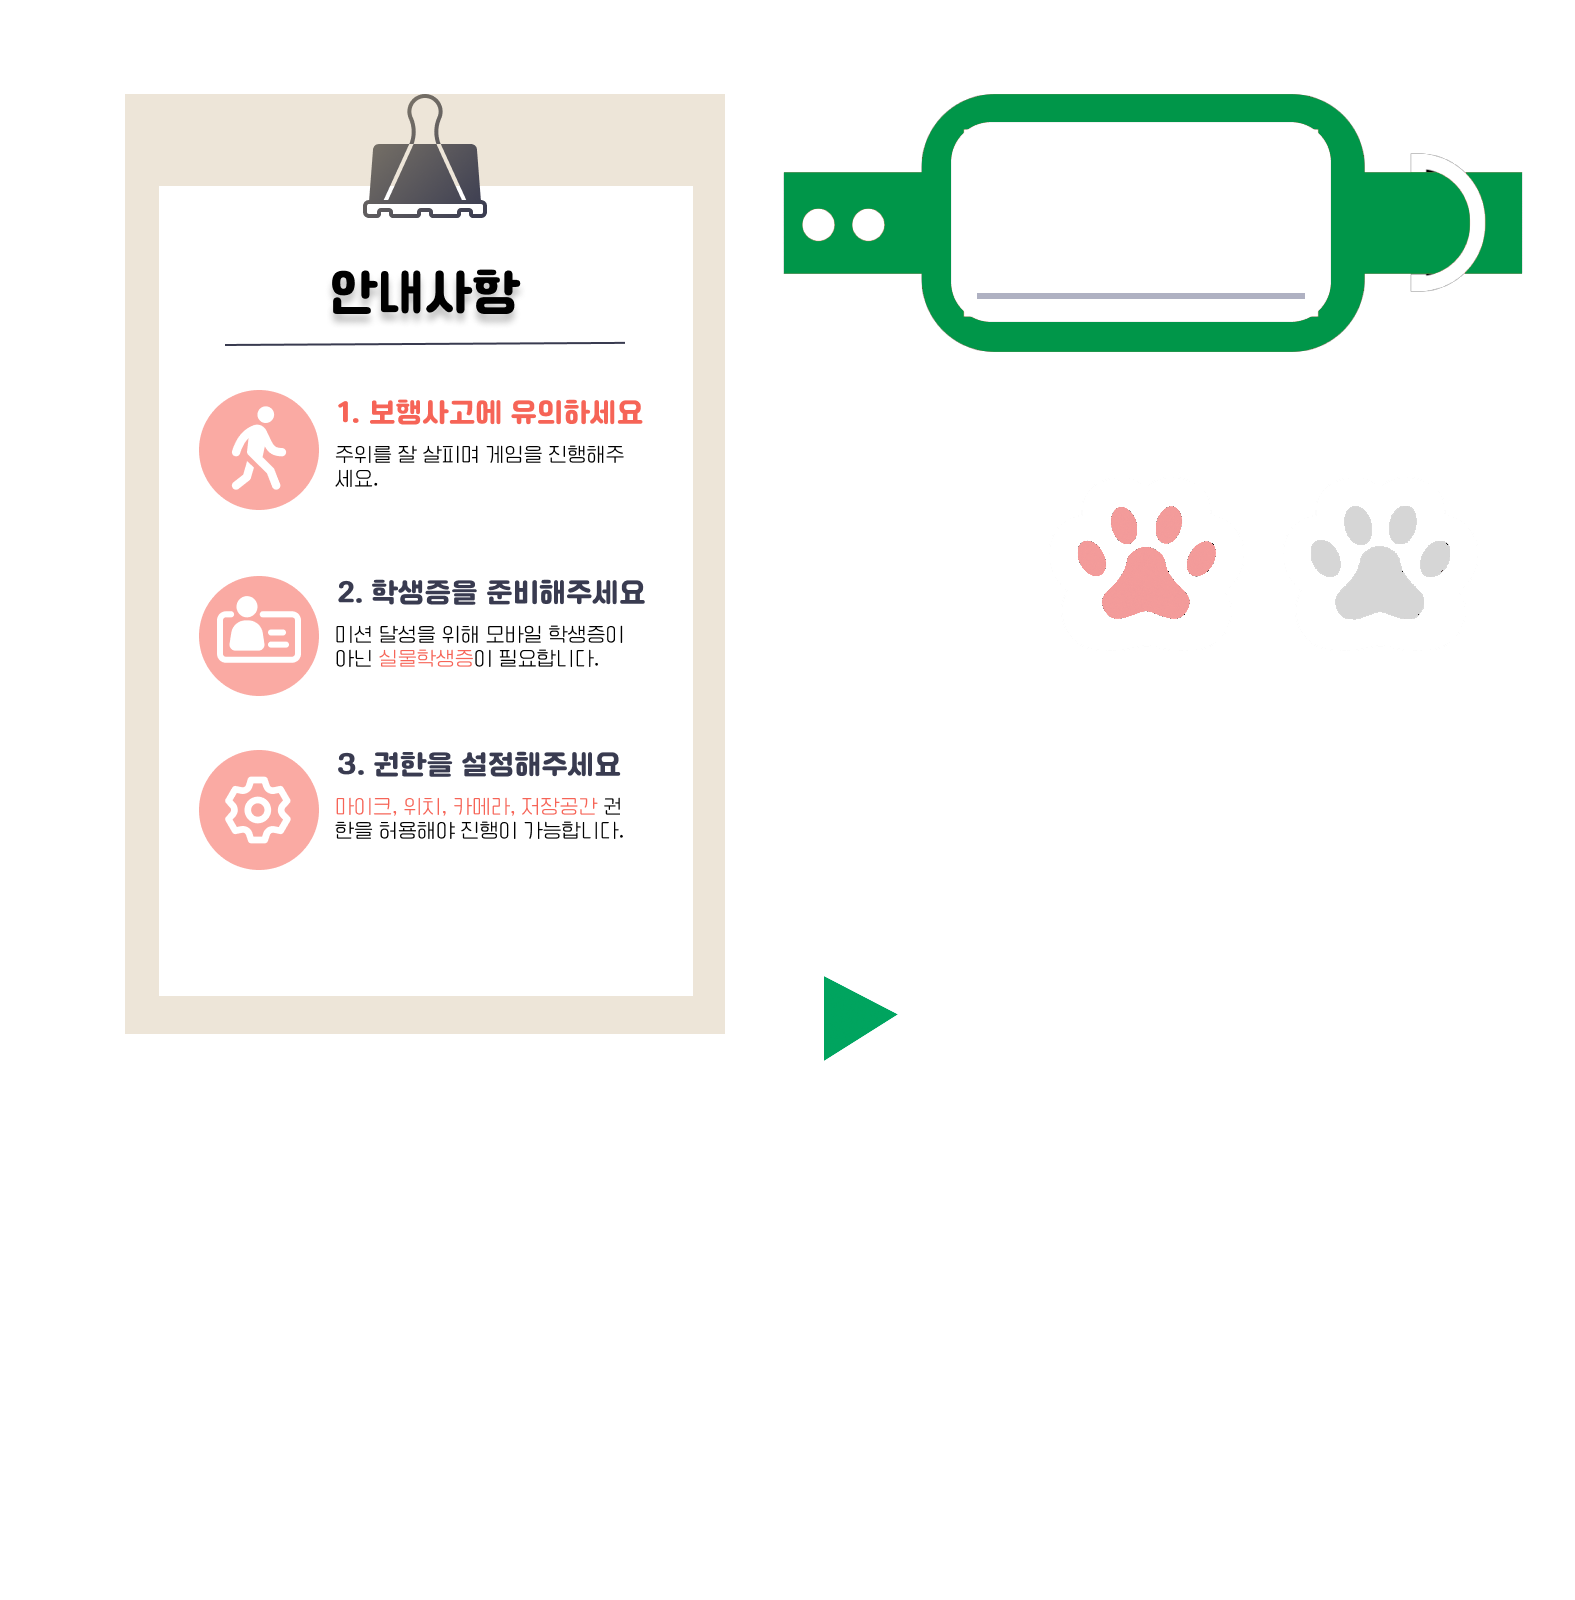 안내사항
1. 보행사고에 유의하세요
주위를 잘 살피며 게임을 진행해주
세요.
2. 학생증을 준비해주세요
미션 달성을 위해 모바일 학생증이
아닌 실물학생증이 필요합니다.
3. 권한을 설정해주세요
마이크, 위치, 카메라, 저장공간 권
한을 허용해야 진행이 가능합니다.